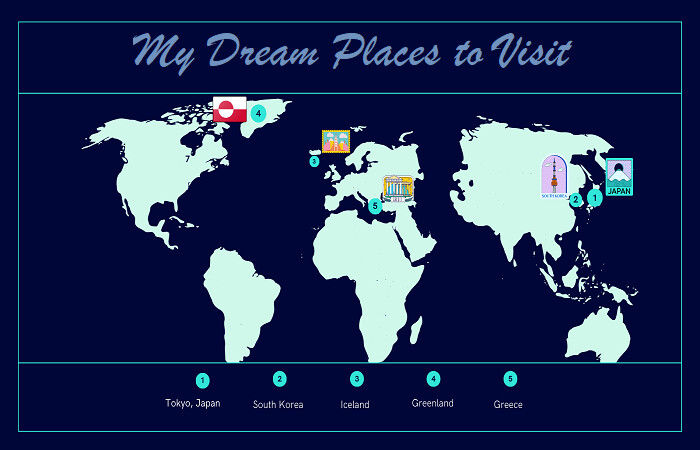 My Dream Places to Visit
4
3
SOUTH KOREA
2
1
JAPAN
5
1
2
3
4
5
Tokyo, Japan
South Korea
Iceland
Greenland
Greece